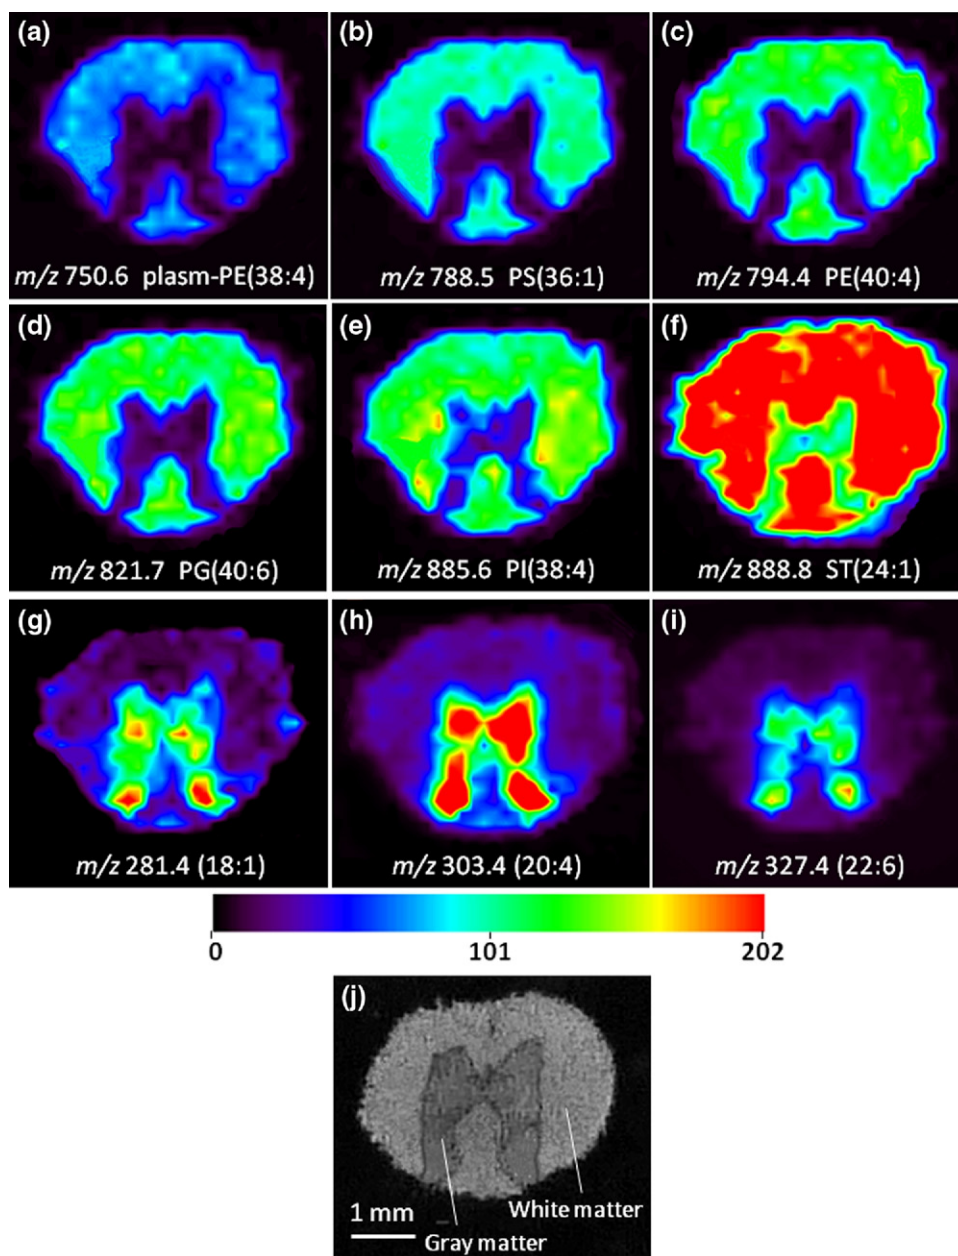 (a) (b) (c)
m/z 750.6 plasm-PE(38:4) m/z 788.5 PS(36:1) m/z 794.4 PE(40:4)
(d) (e) (f)
m/z 821.7 PG(40:6) m/z 885.6 PI(38:4) m/z 888.8 ST(24:1)
(g) (h) (i)
m/z 281.4 (18:1) m/z 303.4 (20:4) m/z 327.4 (22:6)
0 101 202
(j)
White matter
1 mm
Gray matter